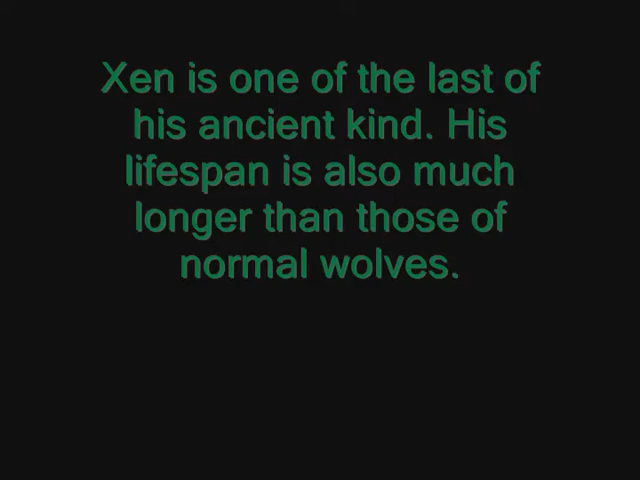 Xen is one of the last of
his ancient kind. His
lifespan is also much
longer than those of
normal wolves.